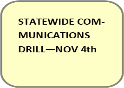 STATEWIDE COM-
MUNICATIONS
DRILL—NOV 4th